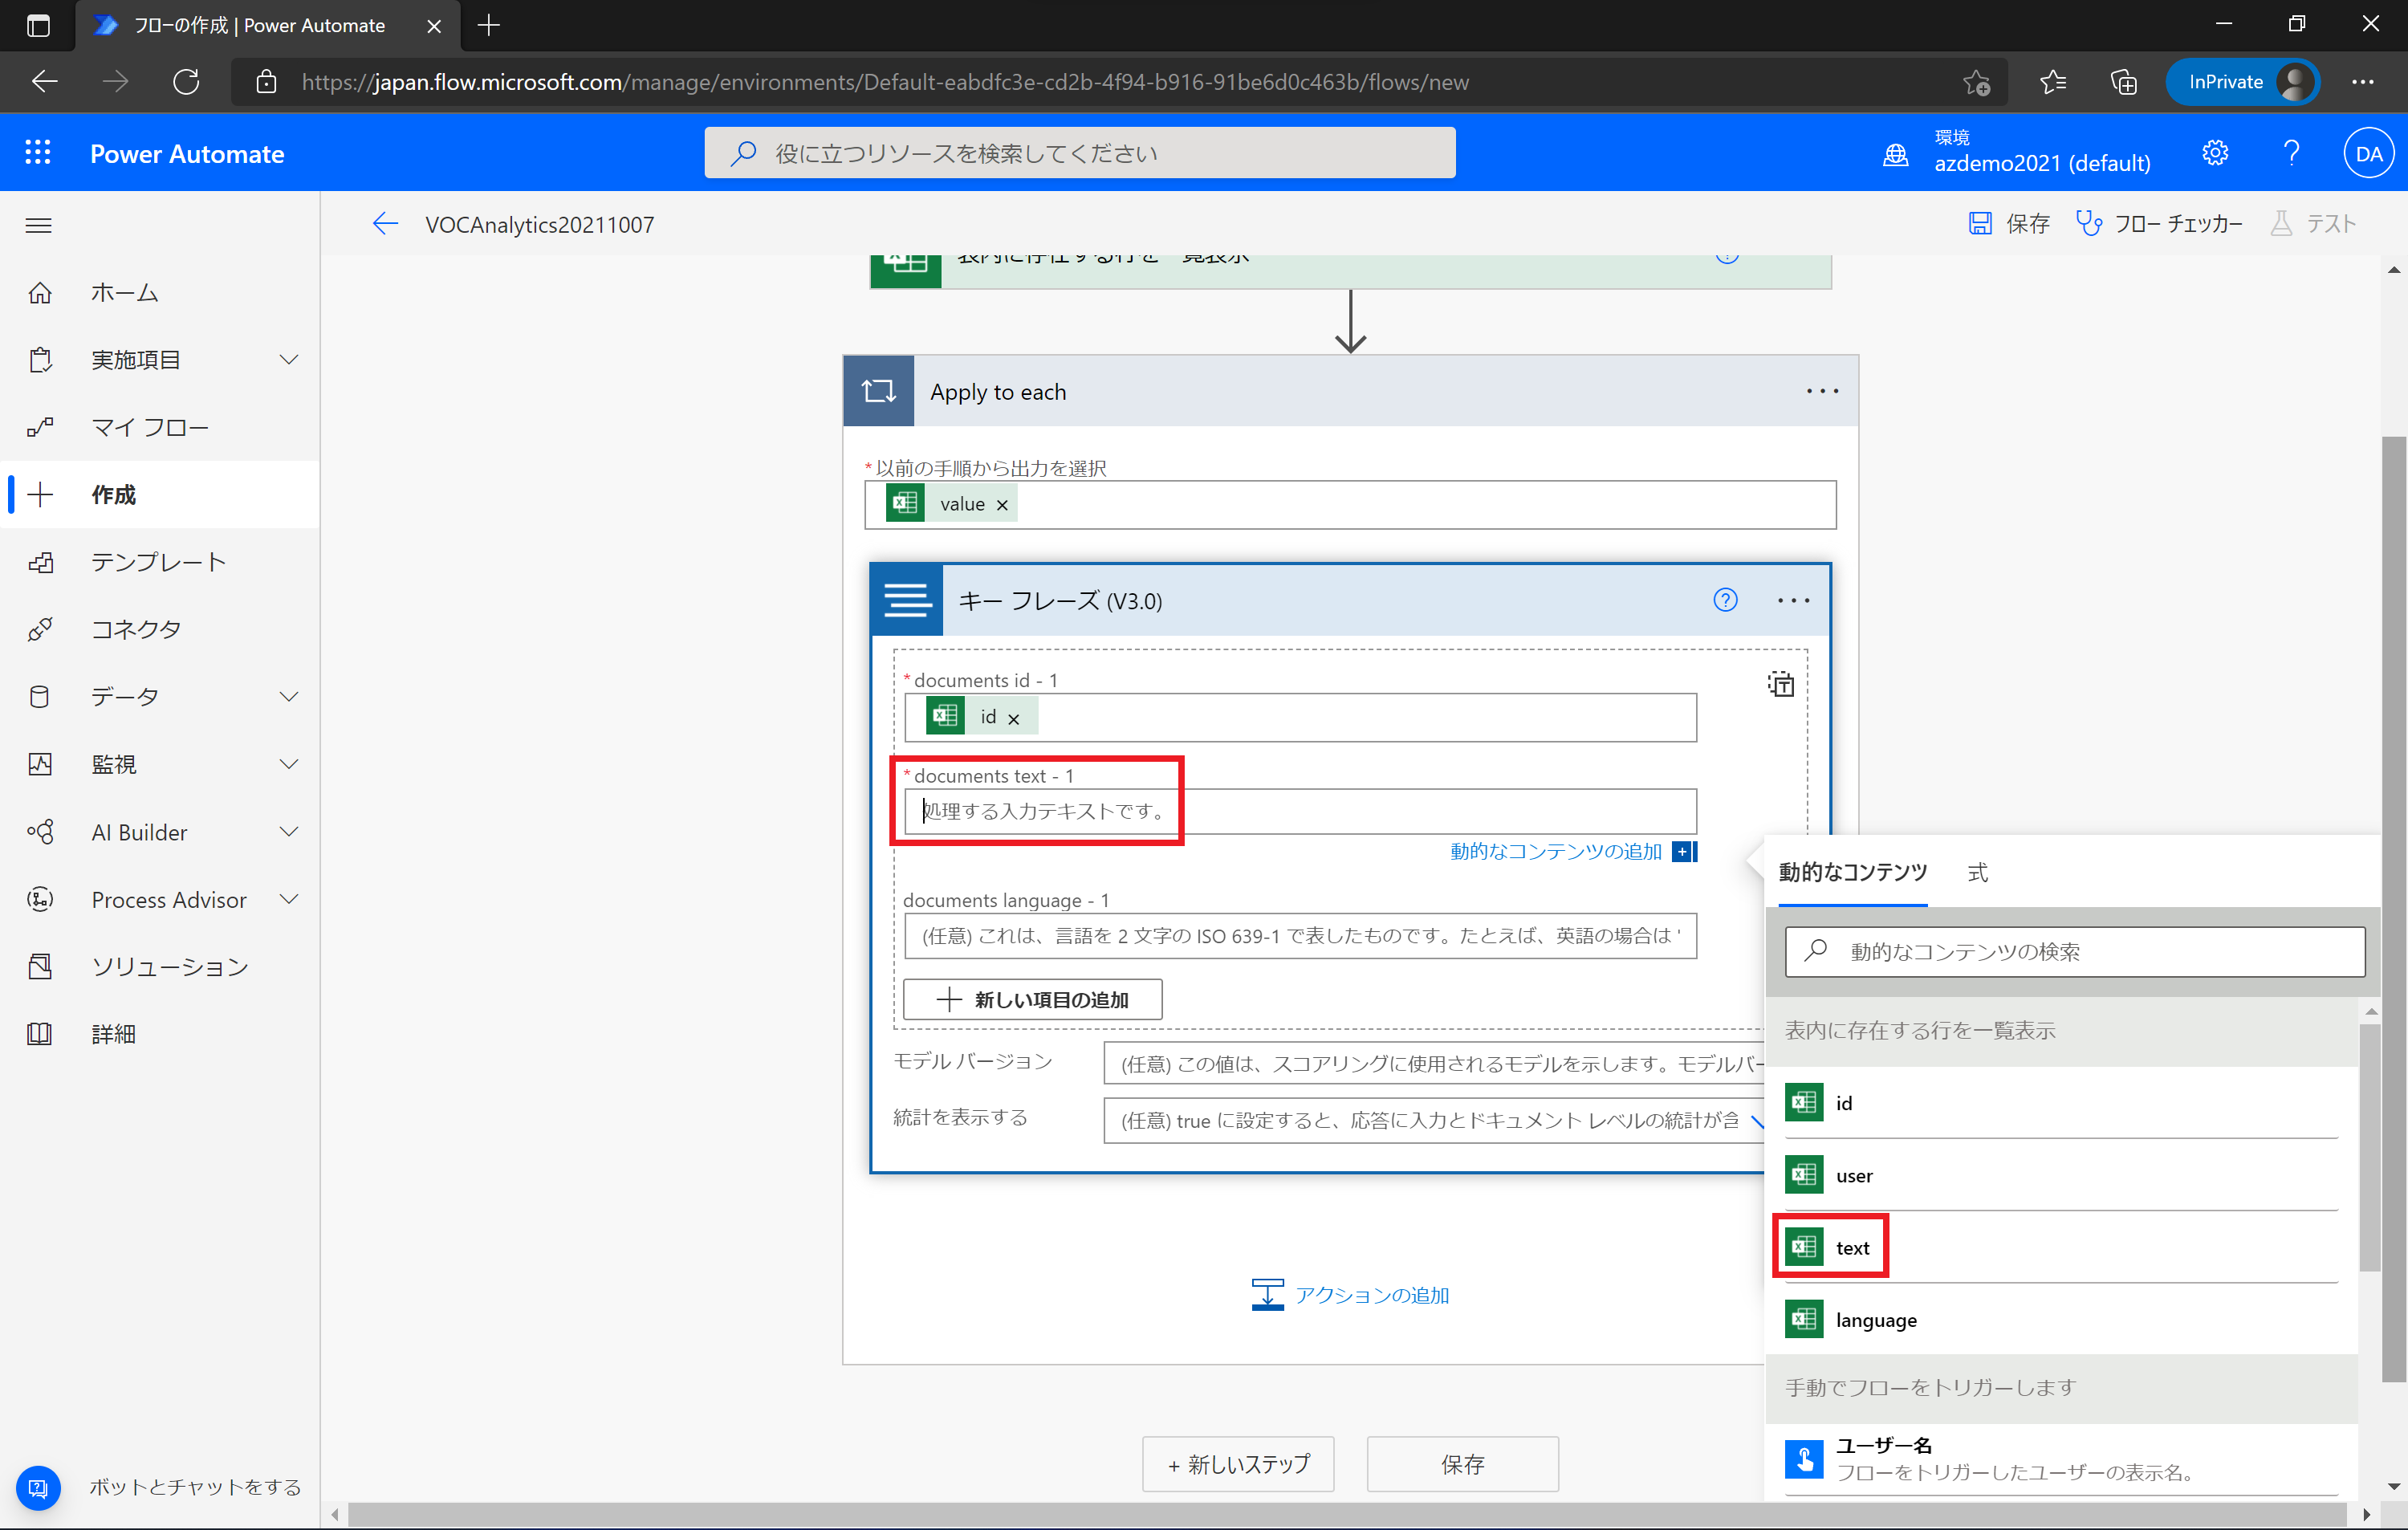 フローの作成 | Power Automate
https://japan.flow.microsoft.com/manage/environments/Default-eabdfc3e-cd2b-4f94-b916-91be6d0c463b/flows/new
InPrivate
Power Automate
役に立つリソースを検索してください
環境
azdemo2021 (default)
?
DA
VOCAnalytics20211007
保存
フロー チェッカー
テスト
ホーム
実施項目
マイ フロー
作成
テンプレート
コネクタ
データ
監視
AI Builder
Process Advisor
ソリューション
詳細
ボットとチャットをする
表内に存在する行を一覧表示
Apply to each
* 以前の手順から出力を選択
value
キー フレーズ (V3.0)
* documents id - 1
id
* documents text - 1
処理する入力テキストです。
動的なコンテンツの追加
documents language - 1
(任意) これは、言語を 2 文字の ISO 639-1 で表したものです。たとえば、英語の場合は '
新しい項目の追加
モデル バージョン
(任意) この値は、スコアリングに使用されるモデルを示します。モデルバー
統計を表示する
(任意) true に設定すると、応答に入力とドキュメント レベルの統計が含
アクションの追加
+ 新しいステップ
保存
動的なコンテンツ
式
動的なコンテンツの検索
表内に存在する行を一覧表示
id
user
text
language
手動でフローをトリガーします
ユーザー名
フローをトリガーしたユーザーの表示名。